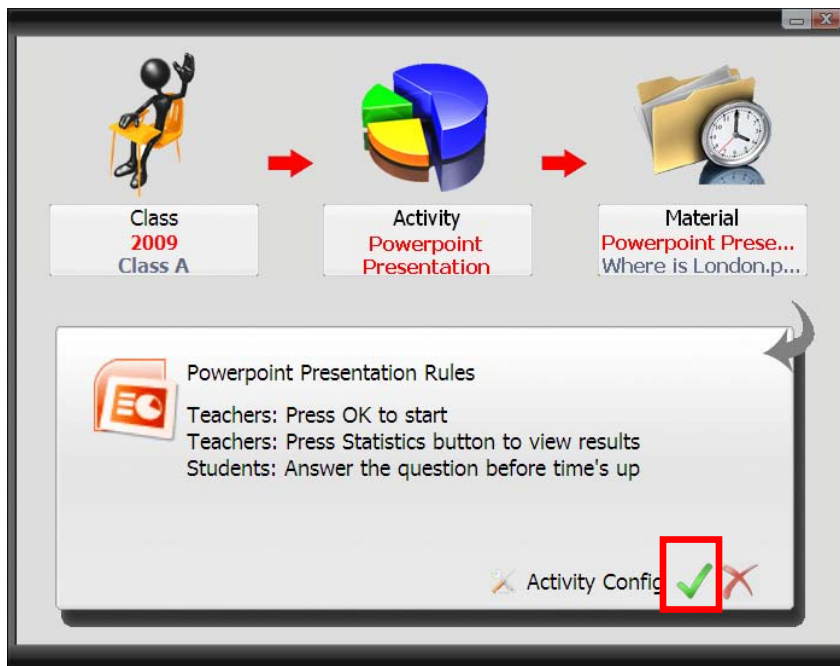 Class
2009
Class A
Activity
Powerpoint
Presentation
Material
Powerpoint Prese...
Where is London.p...
Powerpoint Presentation Rules
Teachers: Press OK to start
Teachers: Press Statistics button to view results
Students: Answer the question before time's up
Activity Config